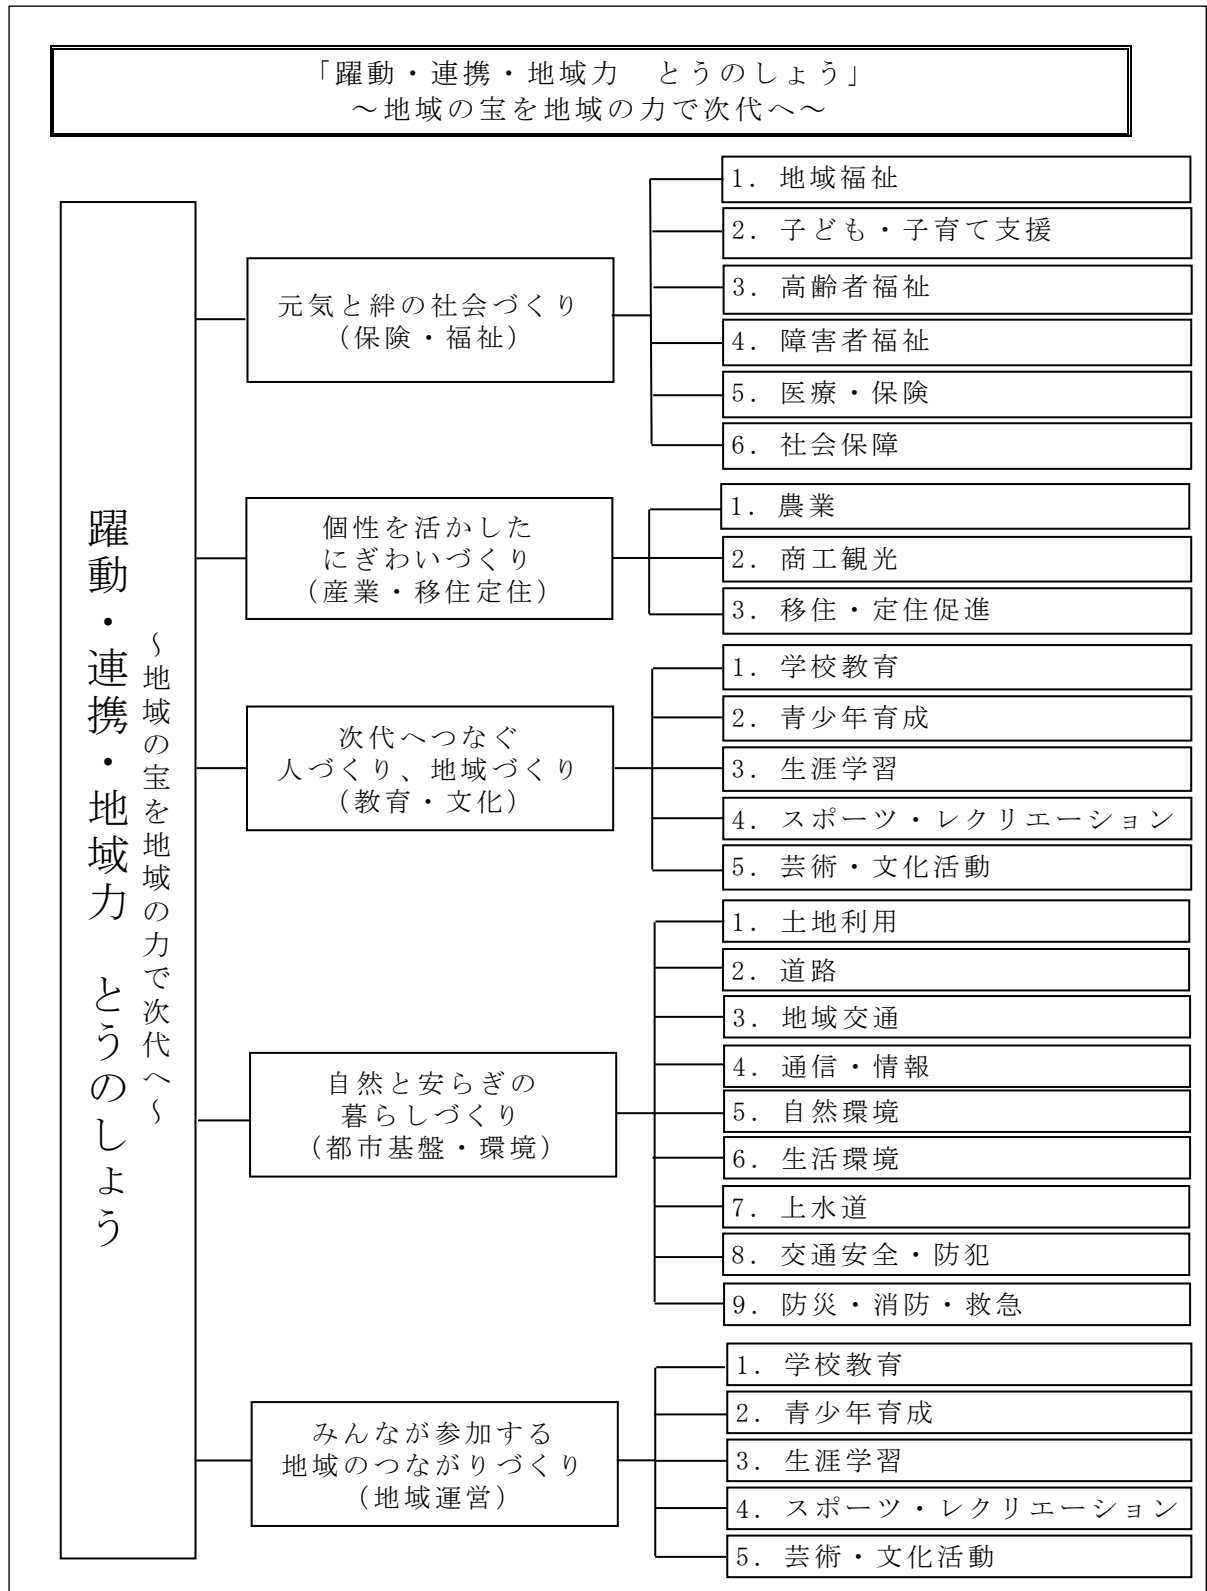 「躍動・連携・地域力　とうのしょう」
～地域の宝を地域の力で次代へ～
躍動・連携・地域力　とうのしょう
～地域の宝を地域の力で次代へ～
元気と絆の社会づくり
（保険・福祉）
1. 地域福祉
2. 子ども・子育て支援
3. 高齢者福祉
4. 障害者福祉
5. 医療・保険
6. 社会保障
個性を活かした
にぎわいづくり
（産業・移住定住）
1. 農業
2. 商工観光
3. 移住・定住促進
次代へつなぐ
人づくり、地域づくり
（教育・文化）
1. 学校教育
2. 青少年育成
3. 生涯学習
4. スポーツ・レクリエーション
5. 芸術・文化活動
自然と安らぎの
暮らしづくり
（都市基盤・環境）
1. 土地利用
2. 道路
3. 地域交通
4. 通信・情報
5. 自然環境
6. 生活環境
7. 上水道
8. 交通安全・防犯
9. 防災・消防・救急
みんなが参加する
地域のつながりづくり
（地域運営）
1. 学校教育
2. 青少年育成
3. 生涯学習
4. スポーツ・レクリエーション
5. 芸術・文化活動